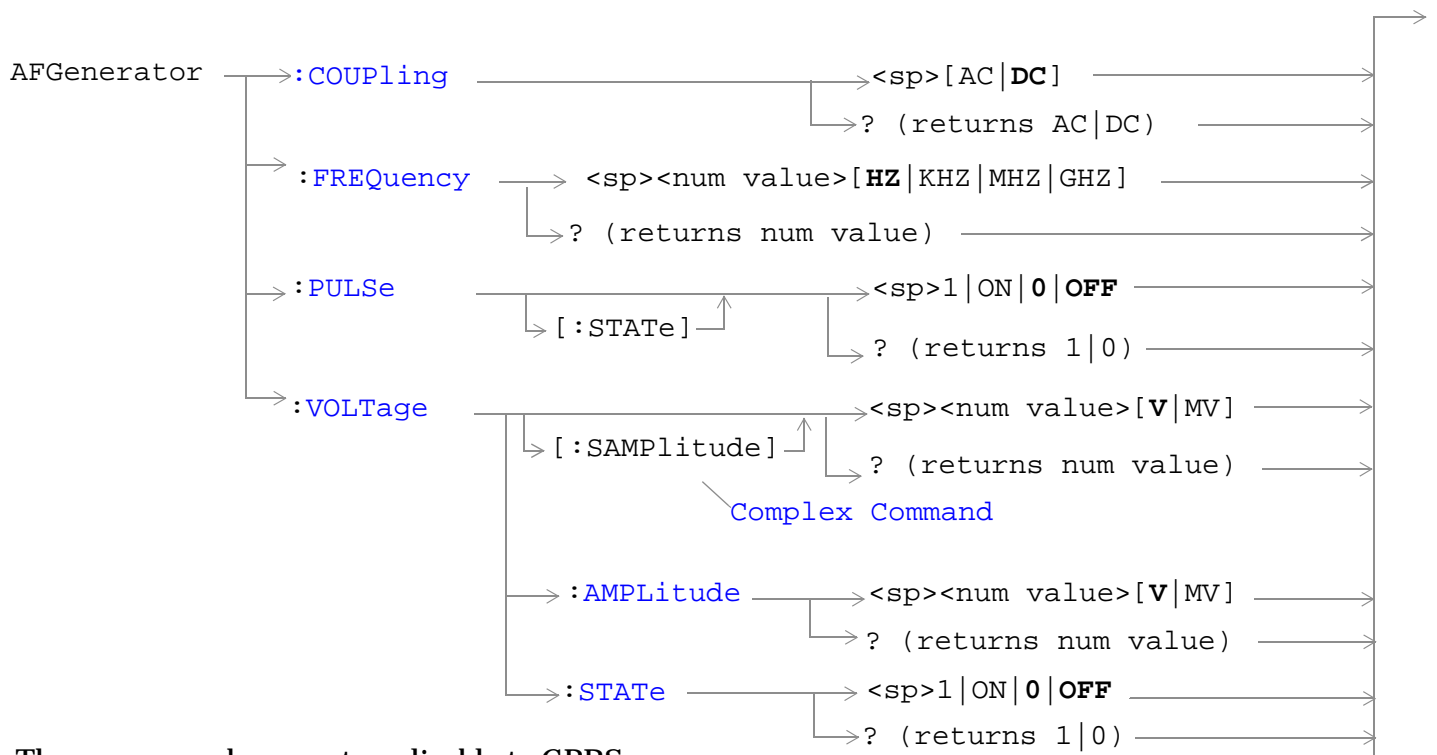 AFGenerator :COUPling <sp>[AC|DC]
? (returns AC|DC)
:FREQuency <sp><num value>[HZ|KHZ|MHZ|GHZ]
? (returns num value)
:PULSe <sp>1|ON|0|OFF
[:STATe]
? (returns 1|0)
:VOLTage <sp><num value>[V|MV]
[:SAMPlitude]
? (returns num value)
Complex Command
:AMPLitude <sp><num value>[V|MV]
? (returns num value)
:STATe <sp>1|ON|0|OFF
? (returns 1|0)